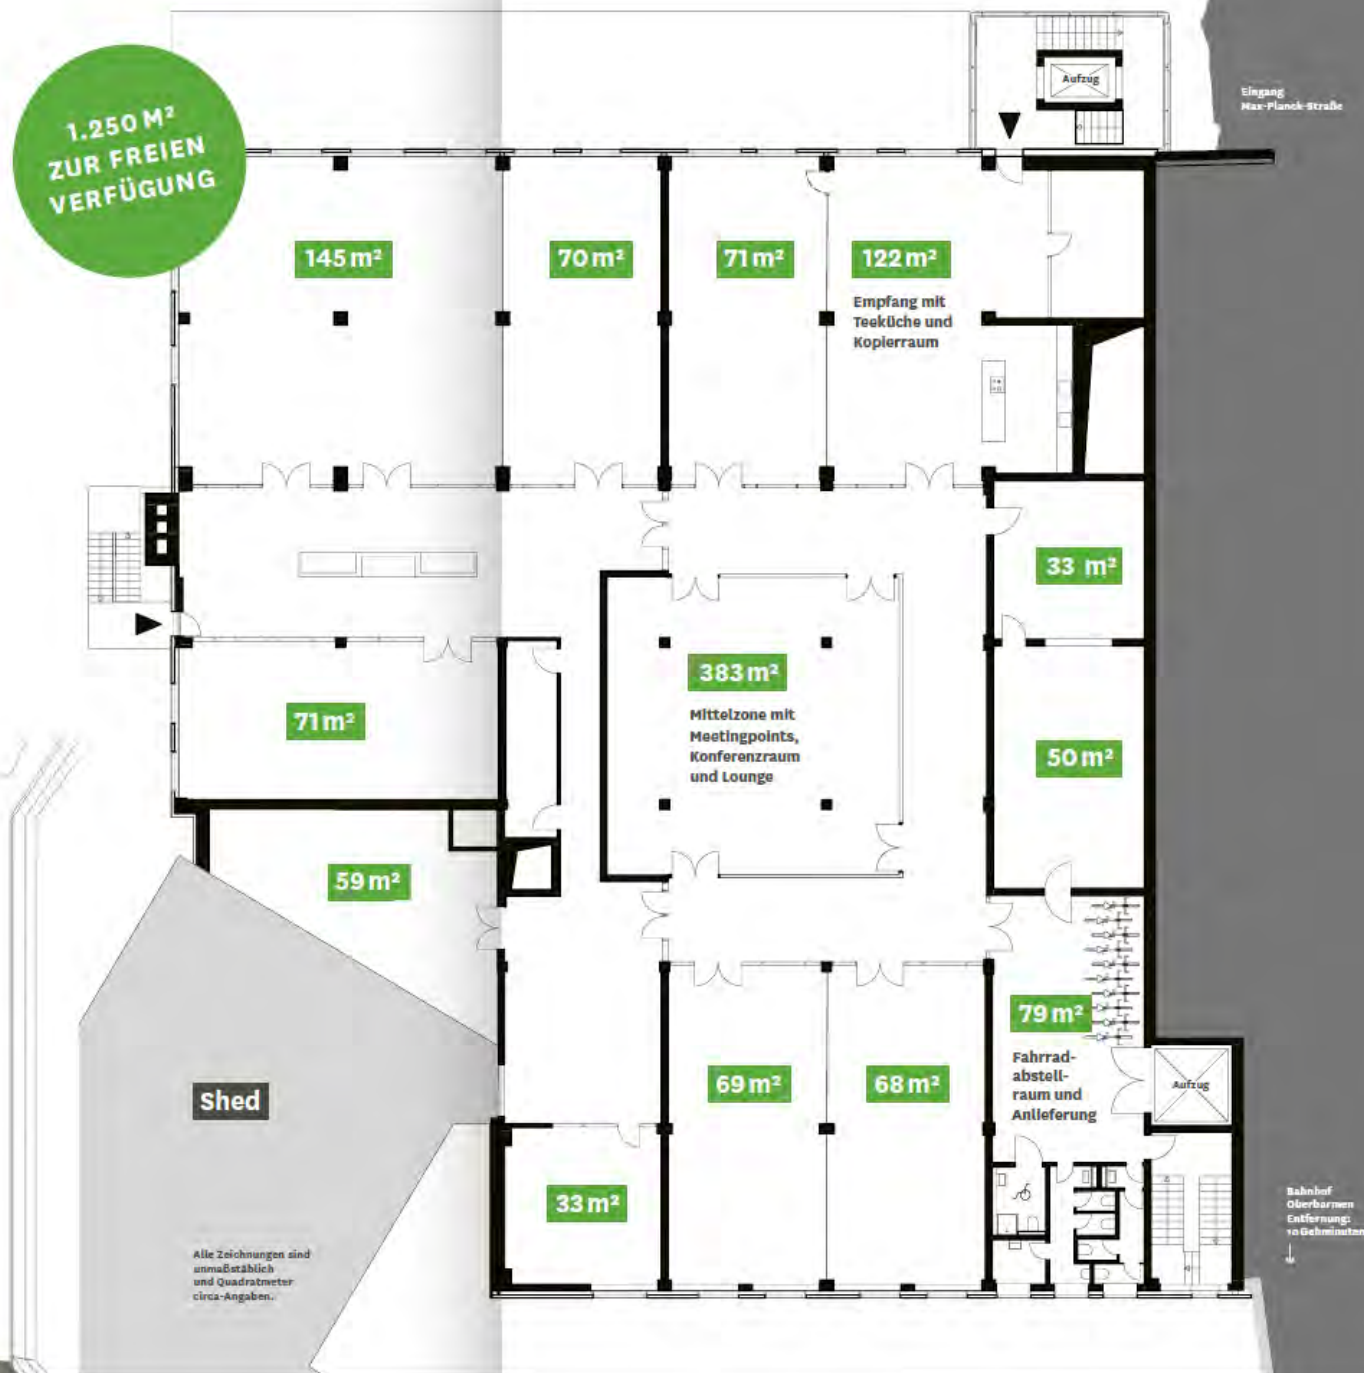 1.250 M²
ZUR FREIEN
VERFÜGUNG
Aufzug
Eingang
Max-Planck-Straße
145 m²
70 m²
71 m²
122 m²
Empfang mit
Teeküche und
Kopierraum
33 m²
383 m²
Mittelzone mit
Meetingpoints,
Konferenzraum
und Lounge
71 m²
50 m²
59 m²
79 m²
Fahrrad-
abstell-
raum und
Anlieferung
Aufzug
69 m²
68 m²
Shed
33 m²
Bahnhof
Oberbarmen
Entfernung:
10 Gehminuten
Alle Zeichnungen sind
unmaßstäblich
und Quadratmeter
circa-Angaben.